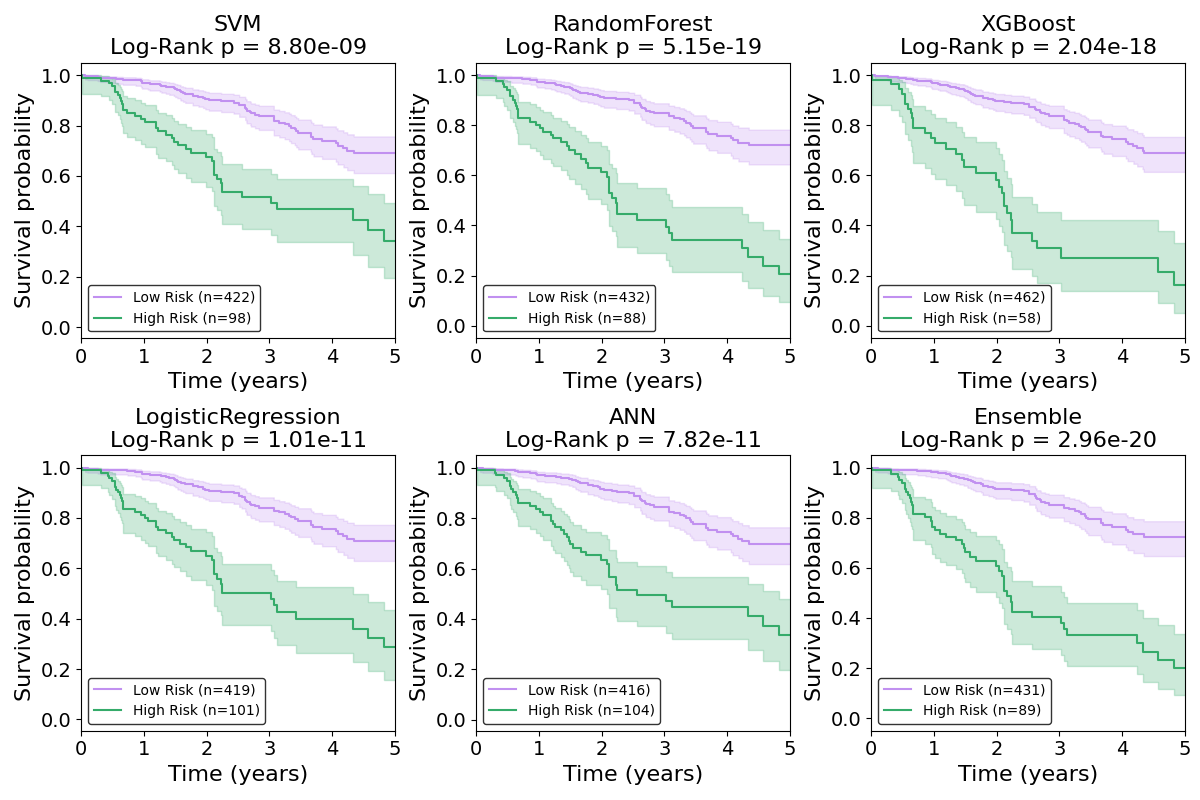 SVM
Log-Rank p = 8.80e-09
Survival probability
1.0
0.8
0.6
0.4
0.2
0.0
Low Risk (n=422)
High Risk (n=98)
0 1 2 3 4 5
Time (years)
RandomForest
Log-Rank p = 5.15e-19
Survival probability
1.0
0.8
0.6
0.4
0.2
0.0
Low Risk (n=432)
High Risk (n=88)
0 1 2 3 4 5
Time (years)
XGBoost
Log-Rank p = 2.04e-18
Survival probability
1.0
0.8
0.6
0.4
0.2
0.0
Low Risk (n=462)
High Risk (n=58)
0 1 2 3 4 5
Time (years)
LogisticRegression
Log-Rank p = 1.01e-11
Survival probability
1.0
0.8
0.6
0.4
0.2
0.0
Low Risk (n=419)
High Risk (n=101)
0 1 2 3 4 5
Time (years)
ANN
Log-Rank p = 7.82e-11
Survival probability
1.0
0.8
0.6
0.4
0.2
0.0
Low Risk (n=416)
High Risk (n=104)
0 1 2 3 4 5
Time (years)
Ensemble
Log-Rank p = 2.96e-20
Survival probability
1.0
0.8
0.6
0.4
0.2
0.0
Low Risk (n=431)
High Risk (n=89)
0 1 2 3 4 5
Time (years)